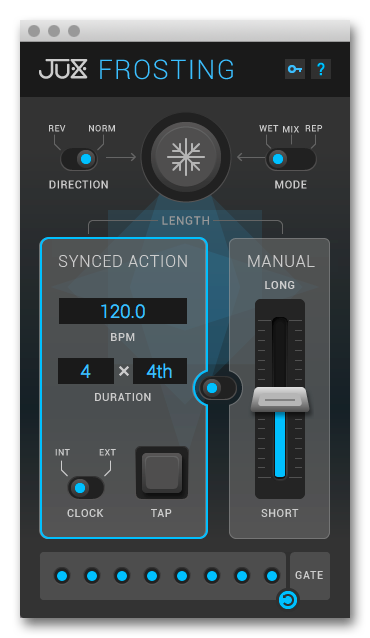 JUX FROSTING ?
REV NORM
WET MIX REP
DIRECTION
MODE
LENGTH
SYNCED ACTION
MANUAL
LONG
120.0
BPM
4 × 4th
DURATION
INT EXT
CLOCK
TAP
SHORT
GATE